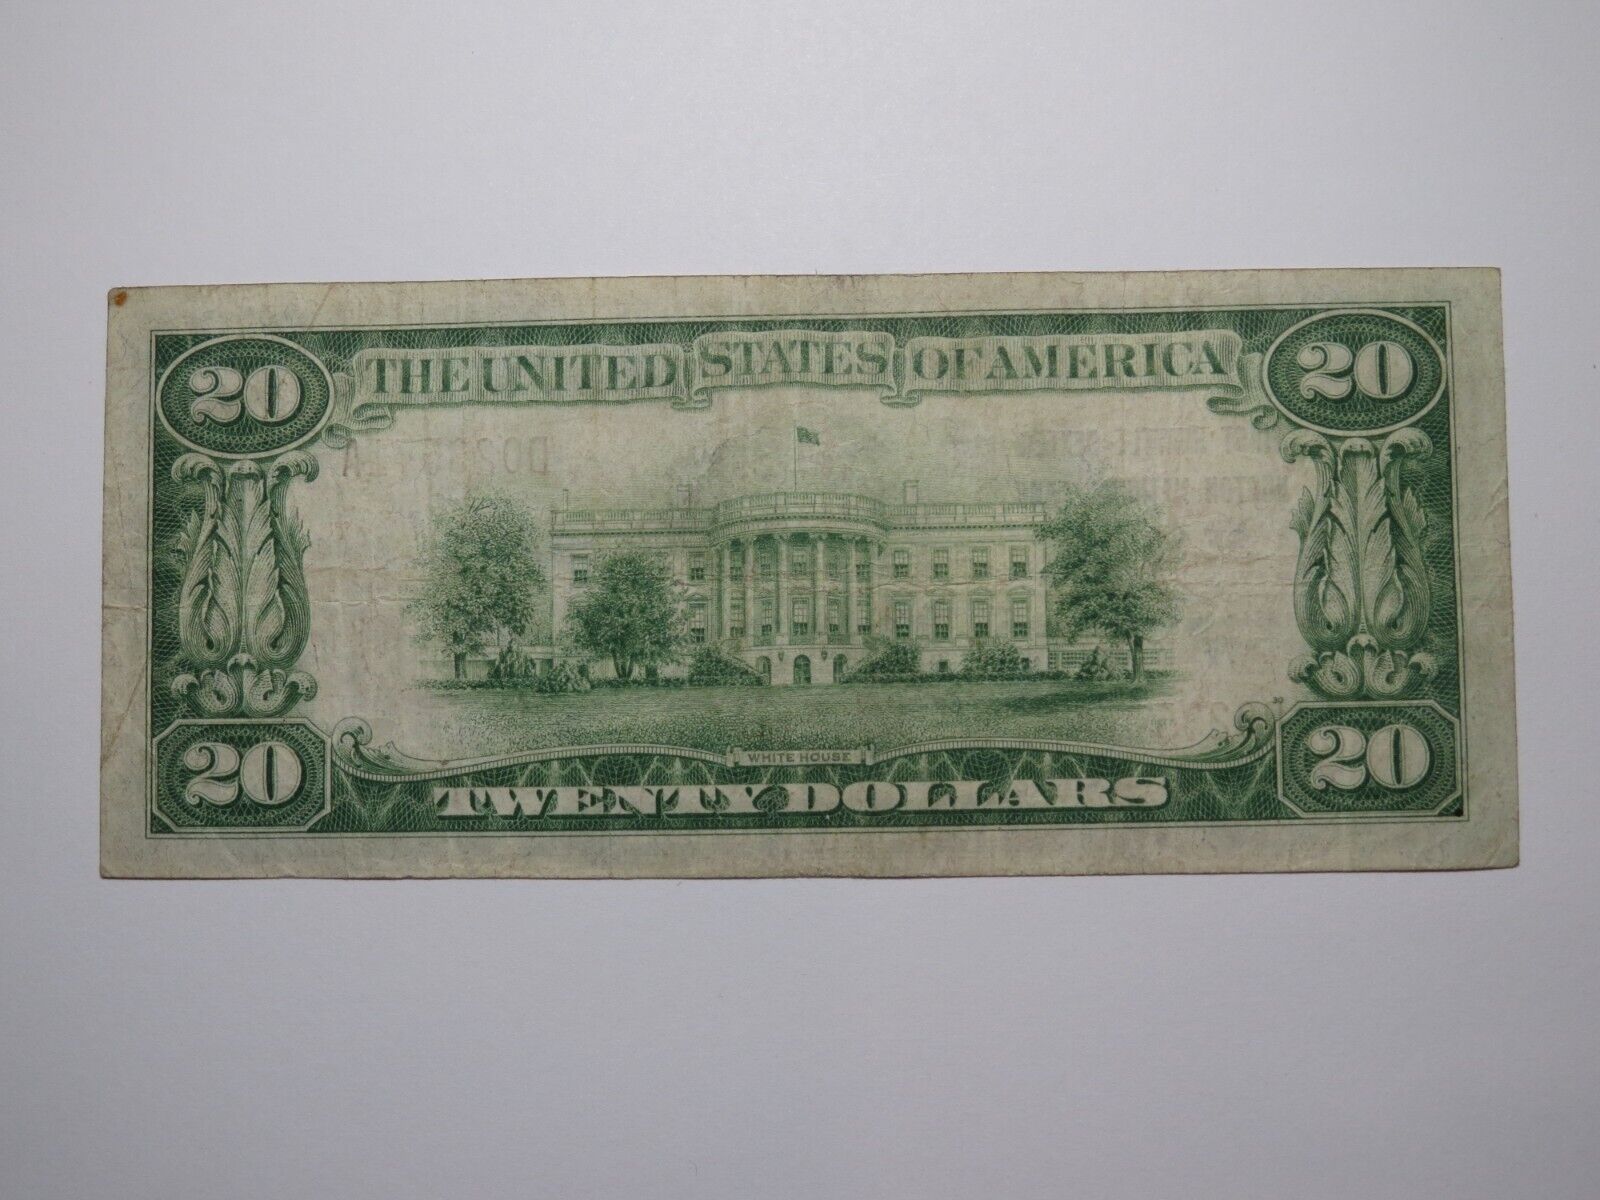 20 THE UNITED STATES OF AMERICA 20
WHITE HOUSE
20 TWENTY DOLLARS 20